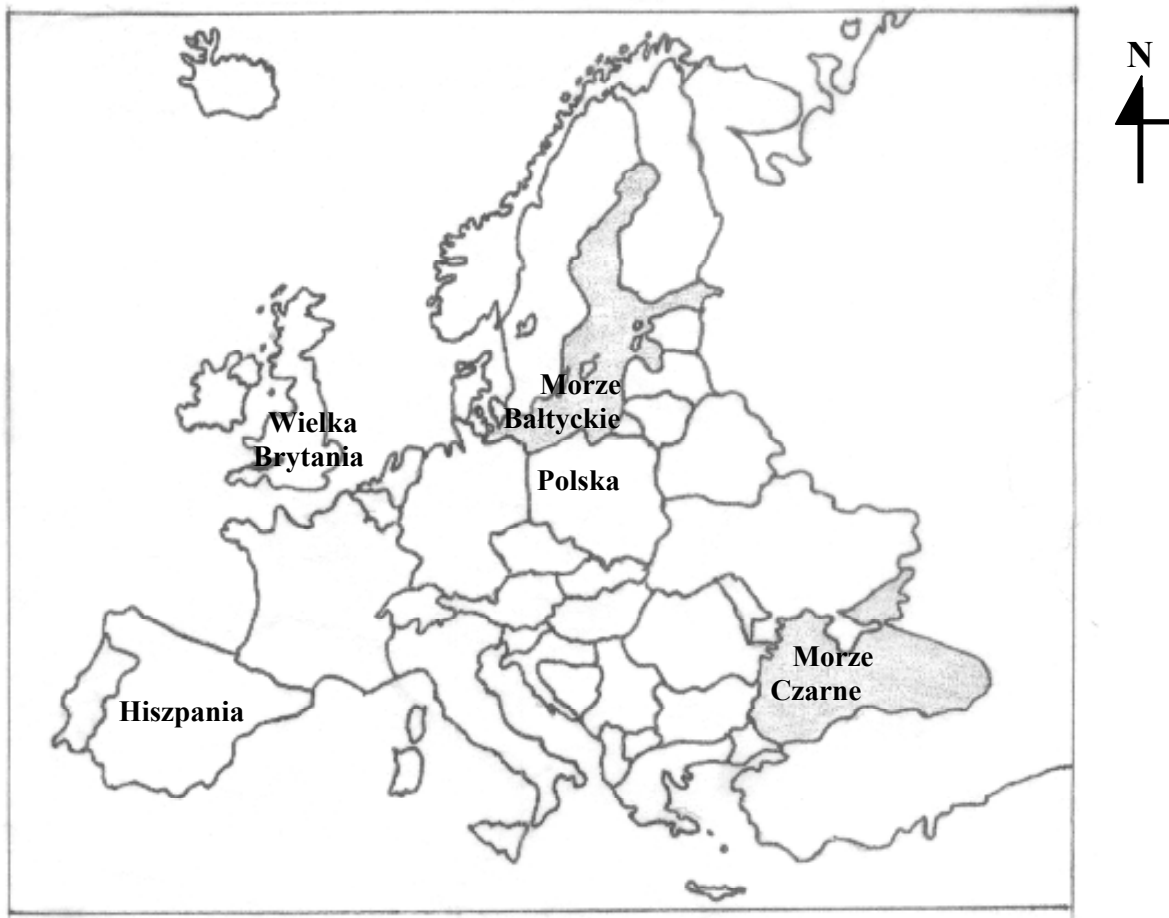 N
Morze
Bałtyckie
Wielka
Brytania
Polska
Morze
Czarne
Hiszpania